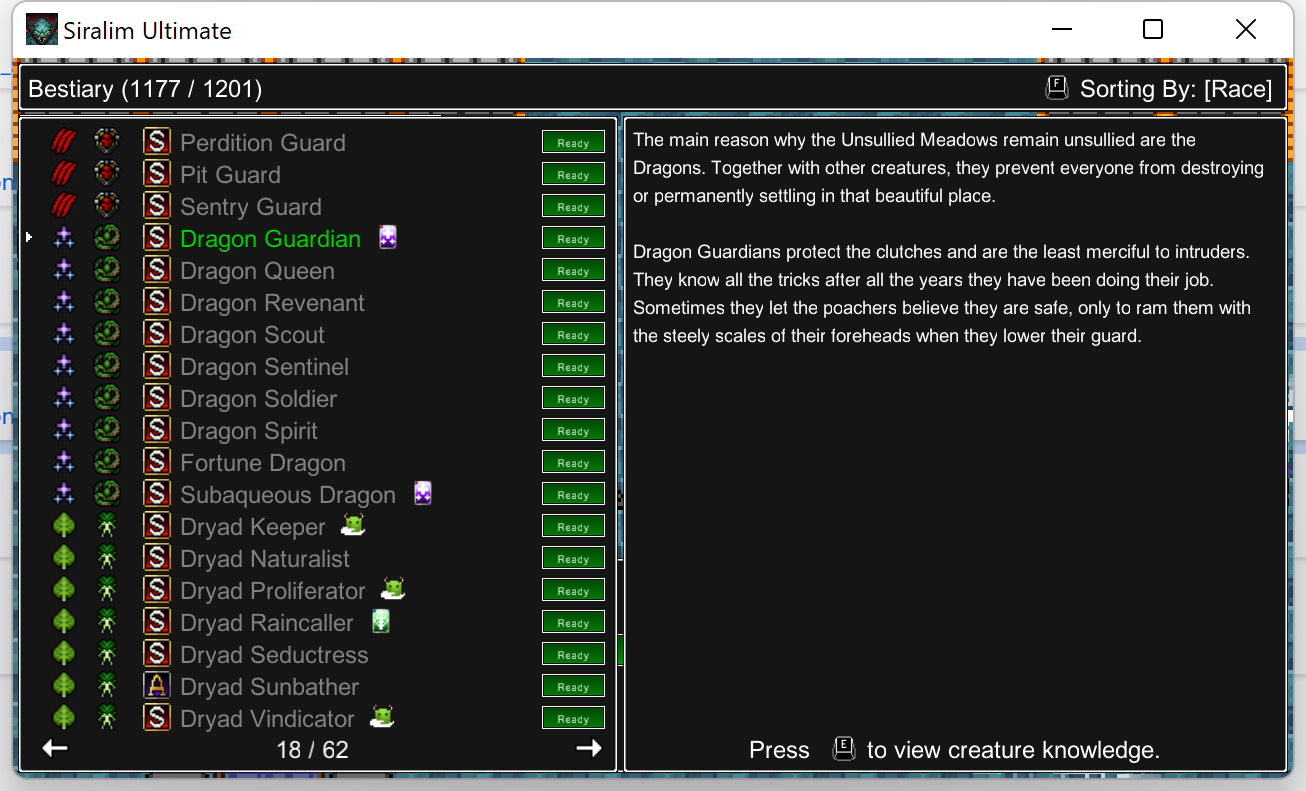 Siralim Ultimate
Bestiary (1177 / 1201)
F Sorting By: [Race]
S Perdition Guard Ready
S Pit Guard Ready
S Sentry Guard Ready
S Dragon Guardian Ready
S Dragon Queen Ready
S Dragon Revenant Ready
S Dragon Scout Ready
S Dragon Sentinel Ready
S Dragon Soldier Ready
S Dragon Spirit Ready
S Fortune Dragon Ready
S Subaqueous Dragon Ready
S Dryad Keeper Ready
S Dryad Naturalist Ready
S Dryad Proliferator Ready
S Dryad Raincaller Ready
S Dryad Seductress Ready
A Dryad Sunbather Ready
S Dryad Vindicator Ready
18 / 62
The main reason why the Unsullied Meadows remain unsullied are the
Dragons. Together with other creatures, they prevent everyone from destroying
or permanently settling in that beautiful place.
Dragon Guardians protect the clutches and are the least merciful to intruders.
They know all the tricks after all the years they have been doing their job.
Sometimes they let the poachers believe they are safe, only to ram them with
the steely scales of their foreheads when they lower their guard.
Press E to view creature knowledge.